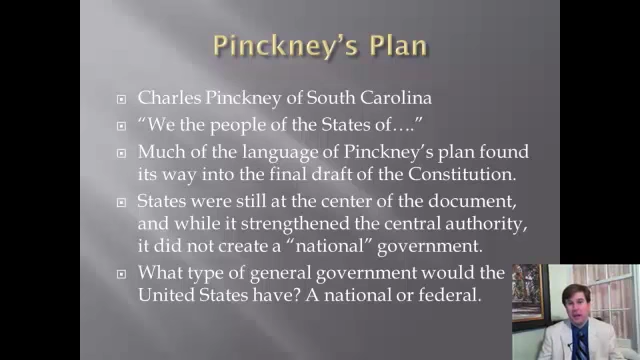 Pinckney's Plan
Charles Pinckney of South Carolina
“We the people of the States of….”
Much of the language of Pinckney's plan found
its way into the final draft of the Constitution.
States were still at the center of the document,
and while it strengthened the central authority,
it did not create a “national” government.
What type of general government would the
United States have? A national or federal.